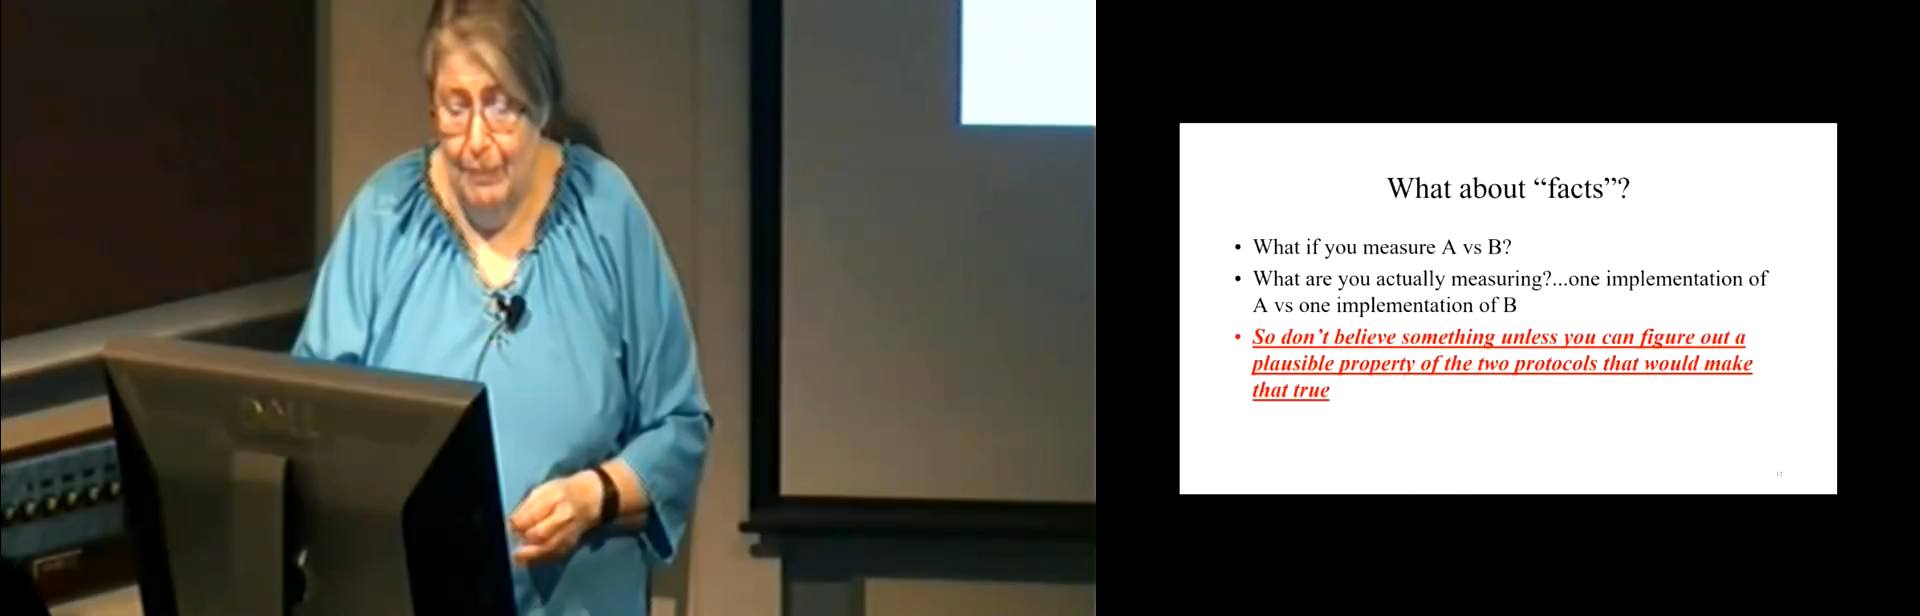 What about “facts”?
• What if you measure A vs B?
• What are you actually measuring?...one implementation of
A vs one implementation of B
• So don’t believe something unless you can figure out a
plausible property of the two protocols that would make
that true
12